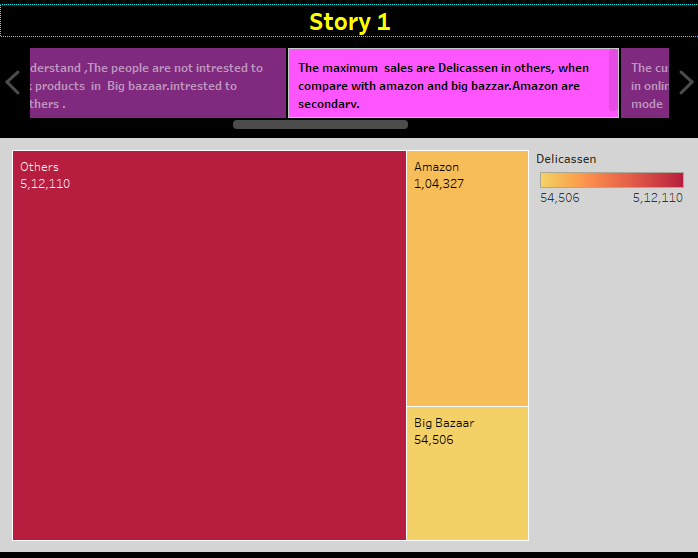 Story 1
derstand ,The people are not intrested to
products in Big bazaar.intrested to
thers .
The maximum  sales are Delicassen in others, when
compare with amazon and big bazzar.Amazon are
secondary.
The cu
in onlin
mode
Others
5,12,110
Amazon
1,04,327
Big Bazaar
54,506
Delicassen
54,506
5,12,110